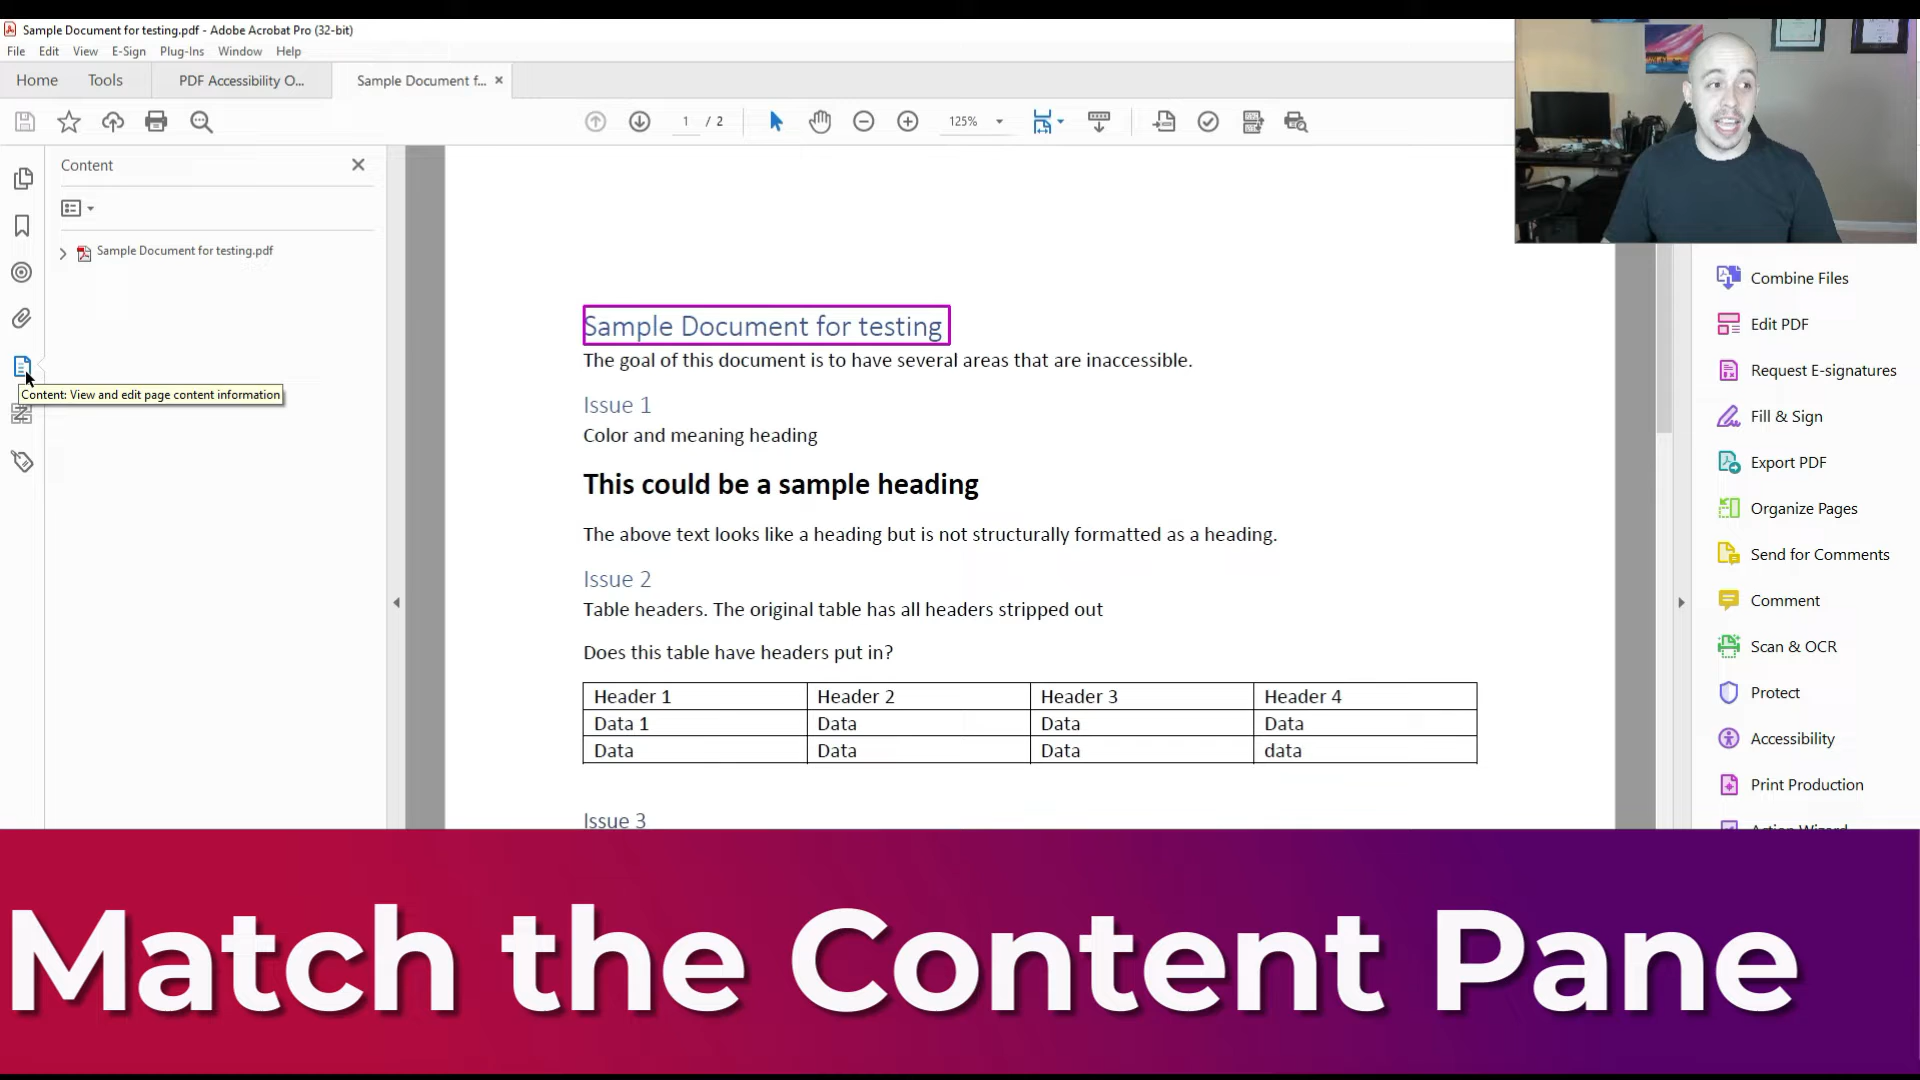 Sample Document for testing.pdf - Adobe Acrobat Pro (32-bit)
File Edit View E-Sign Plug-Ins Window Help
Home Tools PDF Accessibility O... Sample Document f... ×
1 / 2 125%
Content
Sample Document for testing.pdf
Content: View and edit page content information
Sample Document for testing
The goal of this document is to have several areas that are inaccessible.
Issue 1
Color and meaning heading
This could be a sample heading
The above text looks like a heading but is not structurally formatted as a heading.
Issue 2
Table headers. The original table has all headers stripped out
Does this table have headers put in?
Header 1 Header 2 Header 3 Header 4
Data 1 Data Data Data
Data Data Data data
Issue 3
Combine Files
Edit PDF
Request E-signatures
Fill & Sign
Export PDF
Organize Pages
Send for Comments
Comment
Scan & OCR
Protect
Accessibility
Print Production
Match the Content Pane